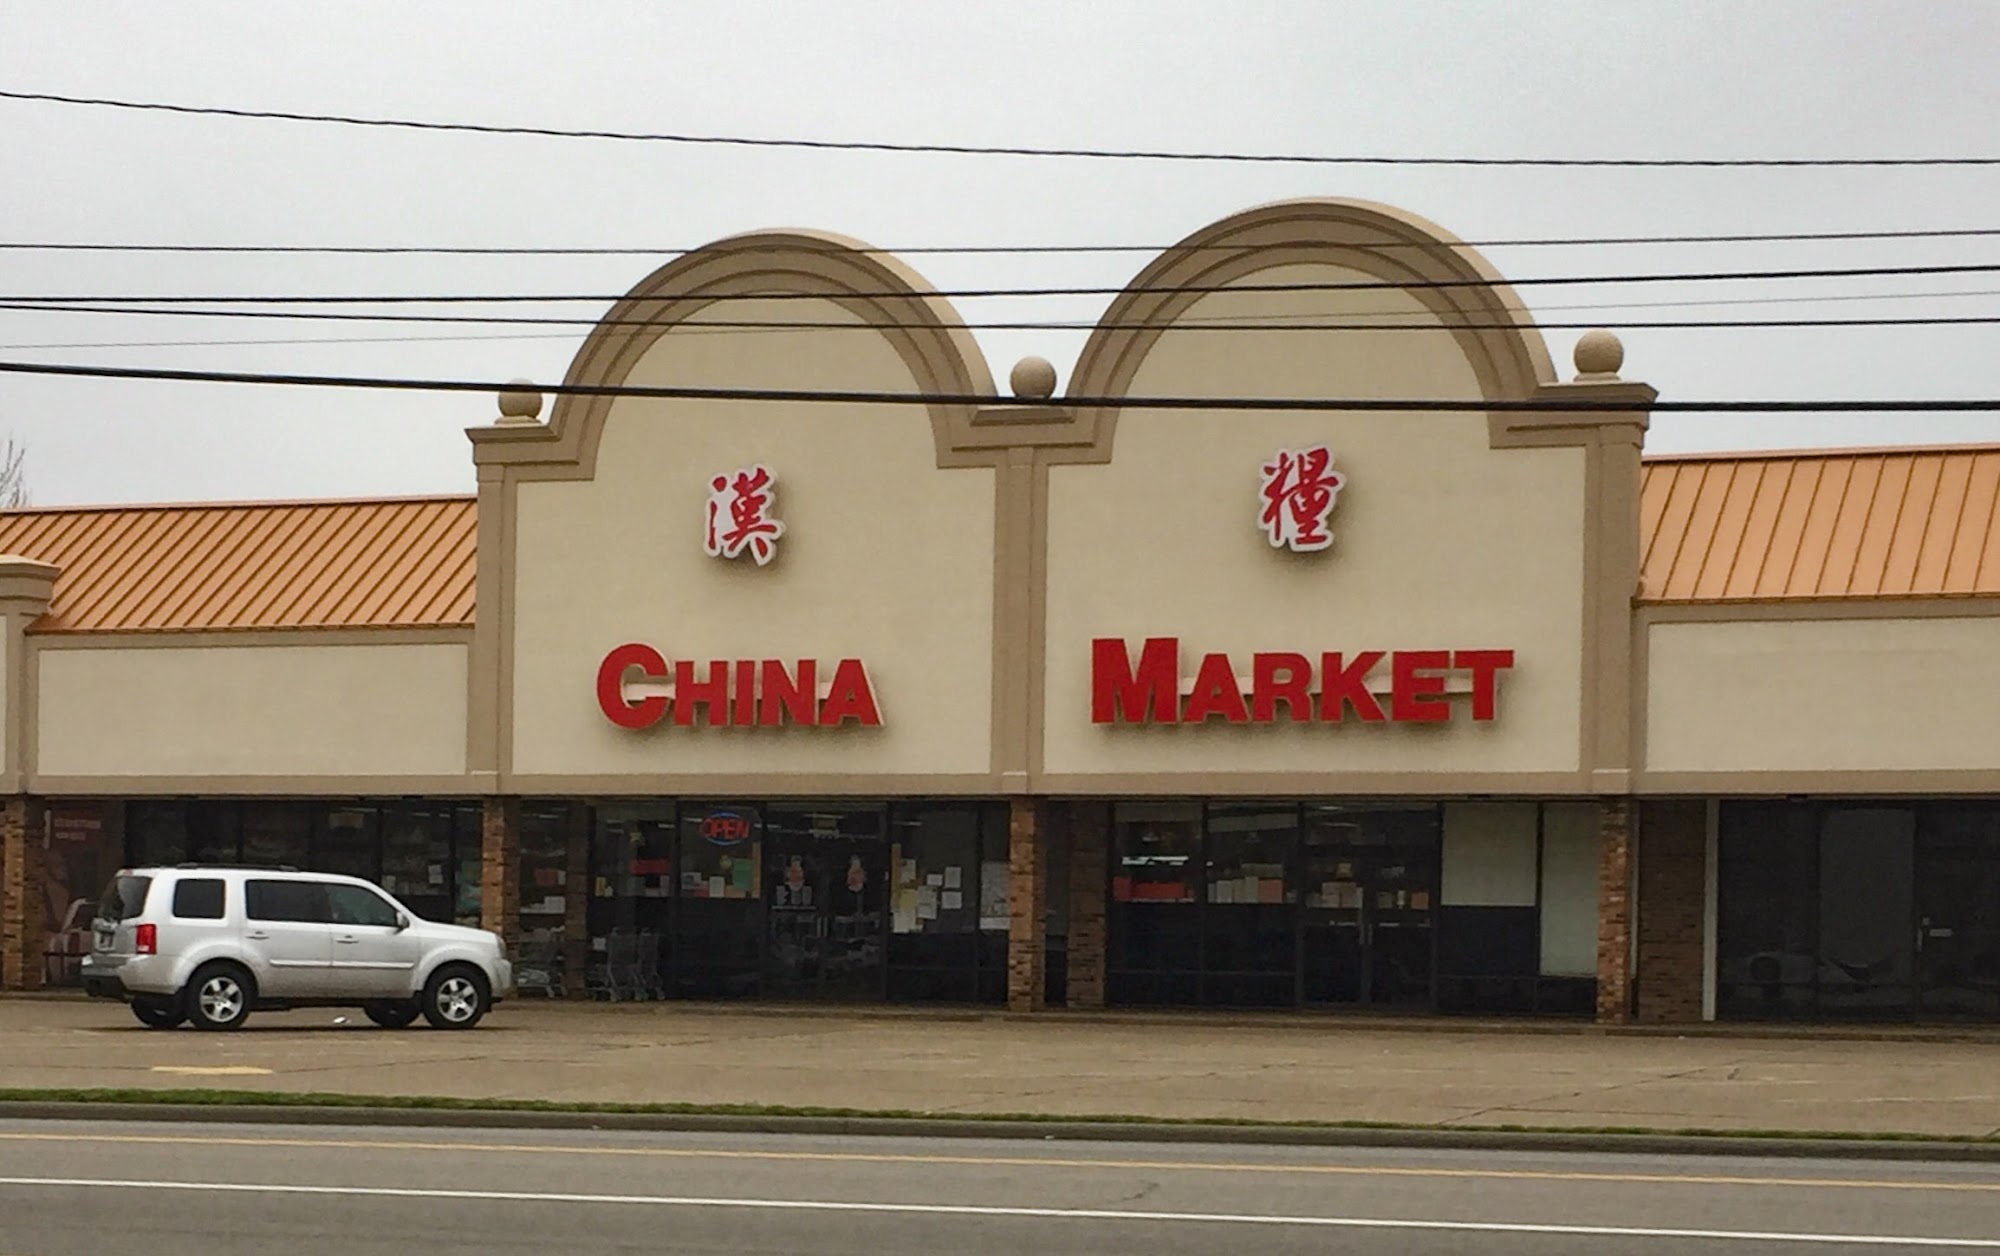 漢 糧
CHINA MARKET
OPEN